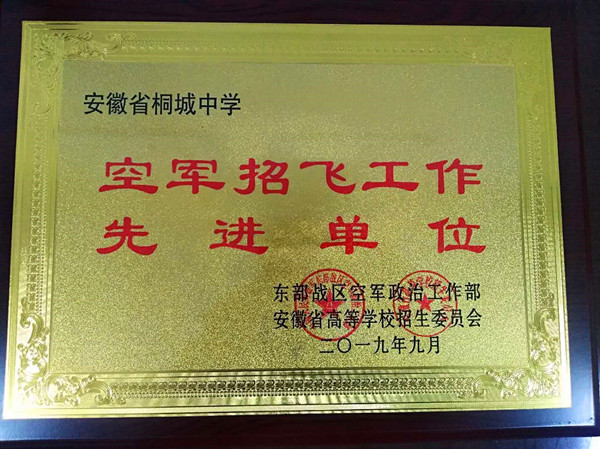 安徽省桐城中学
空军招飞工作
先进单位
东部战区空军政治工作部
安徽省高等学校招生委员会
二〇一九年九月